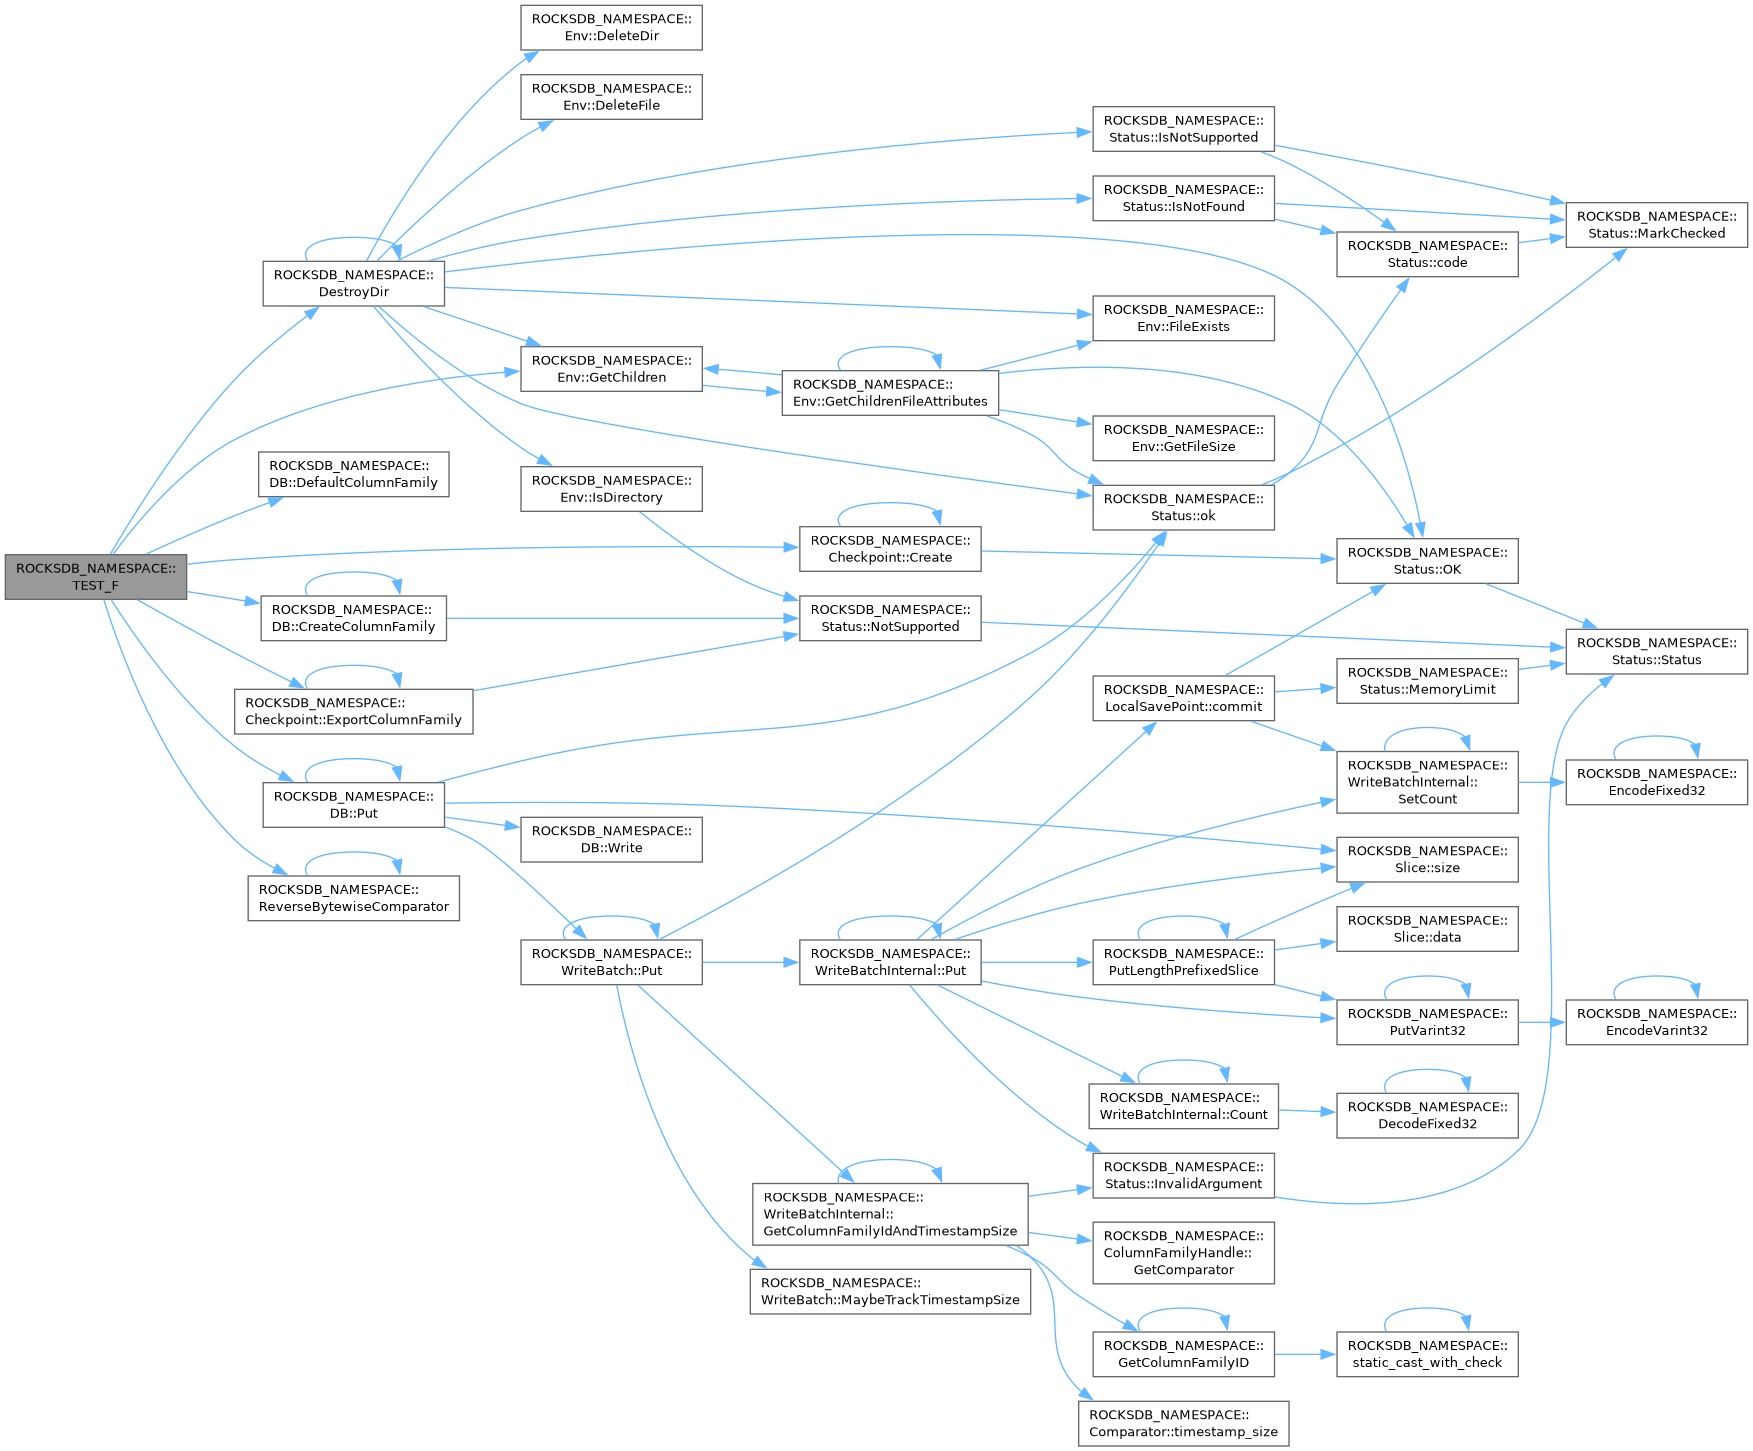 ROCKSDB_NAMESPACE::
TEST_F
ROCKSDB_NAMESPACE::
DestroyDir
ROCKSDB_NAMESPACE::
DB::DefaultColumnFamily
ROCKSDB_NAMESPACE::
DB::CreateColumnFamily
ROCKSDB_NAMESPACE::
Checkpoint::ExportColumnFamily
ROCKSDB_NAMESPACE::
DB::Put
ROCKSDB_NAMESPACE::
ReverseBytewiseComparator
ROCKSDB_NAMESPACE::
Env::DeleteDir
ROCKSDB_NAMESPACE::
Env::DeleteFile
ROCKSDB_NAMESPACE::
Env::GetChildren
ROCKSDB_NAMESPACE::
Env::IsDirectory
ROCKSDB_NAMESPACE::
DB::Write
ROCKSDB_NAMESPACE::
WriteBatch::Put
ROCKSDB_NAMESPACE::
Env::GetChildrenFileAttributes
ROCKSDB_NAMESPACE::
Checkpoint::Create
ROCKSDB_NAMESPACE::
Status::NotSupported
ROCKSDB_NAMESPACE::
WriteBatchInternal::Put
ROCKSDB_NAMESPACE::
WriteBatchInternal::
GetColumnFamilyIdAndTimestampSize
ROCKSDB_NAMESPACE::
WriteBatch::MaybeTrackTimestampSize
ROCKSDB_NAMESPACE::
Status::IsNotSupported
ROCKSDB_NAMESPACE::
Status::IsNotFound
ROCKSDB_NAMESPACE::
Env::FileExists
ROCKSDB_NAMESPACE::
Env::GetFileSize
ROCKSDB_NAMESPACE::
Status::ok
ROCKSDB_NAMESPACE::
LocalSavePoint::commit
ROCKSDB_NAMESPACE::
PutLengthPrefixedSlice
ROCKSDB_NAMESPACE::
WriteBatchInternal::Count
ROCKSDB_NAMESPACE::
Status::InvalidArgument
ROCKSDB_NAMESPACE::
ColumnFamilyHandle::
GetComparator
ROCKSDB_NAMESPACE::
GetColumnFamilyID
ROCKSDB_NAMESPACE::
Comparator::timestamp_size
ROCKSDB_NAMESPACE::
Status::code
ROCKSDB_NAMESPACE::
Status::OK
ROCKSDB_NAMESPACE::
Status::MemoryLimit
ROCKSDB_NAMESPACE::
WriteBatchInternal::
SetCount
ROCKSDB_NAMESPACE::
Slice::size
ROCKSDB_NAMESPACE::
Slice::data
ROCKSDB_NAMESPACE::
PutVarint32
ROCKSDB_NAMESPACE::
DecodeFixed32
ROCKSDB_NAMESPACE::
static_cast_with_check
ROCKSDB_NAMESPACE::
Status::MarkChecked
ROCKSDB_NAMESPACE::
Status::Status
ROCKSDB_NAMESPACE::
EncodeFixed32
ROCKSDB_NAMESPACE::
EncodeVarint32